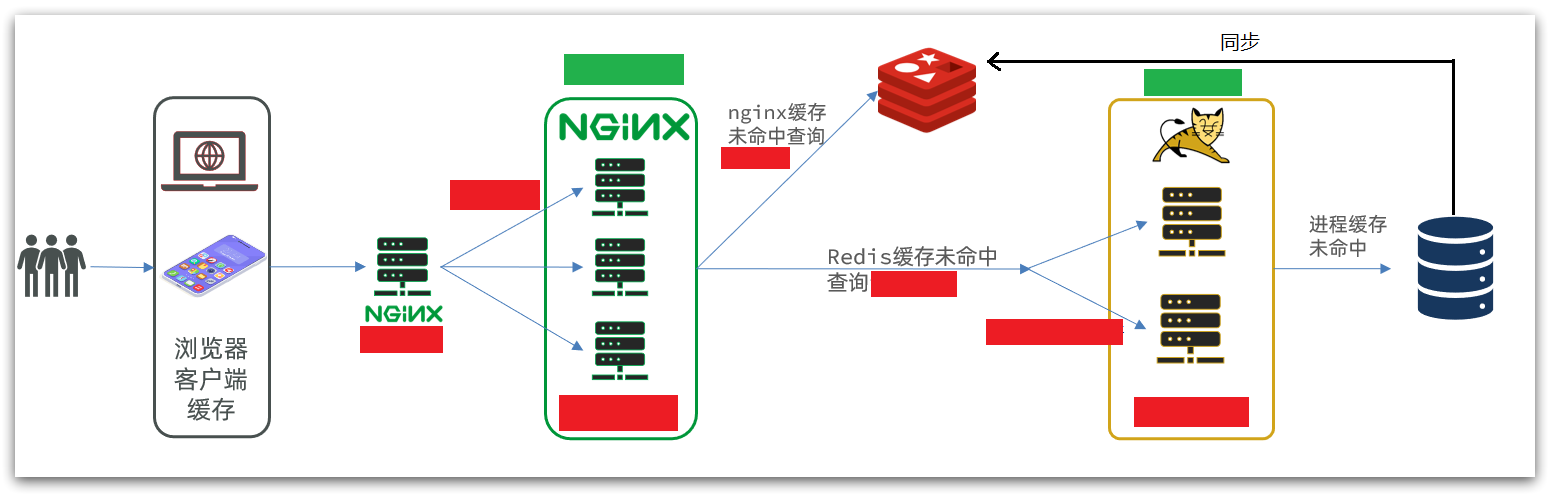 同步
NGINX
nginx缓存
未命中查询
进程缓存
未命中
Redis缓存未命中
查询
NGINX
浏览器
客户端
缓存